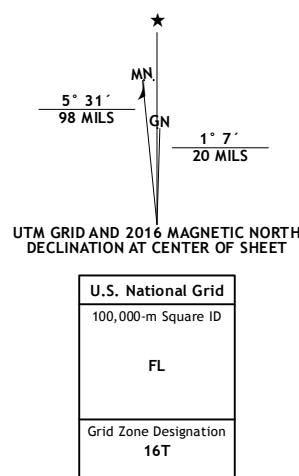 MN.
5° 31´
98 MILS
GN
1° 7´
20 MILS
UTM GRID AND 2016 MAGNETIC NORTH
DECLINATION AT CENTER OF SHEET
U.S. National Grid
100,000-m Square ID
FL
Grid Zone Designation
16T